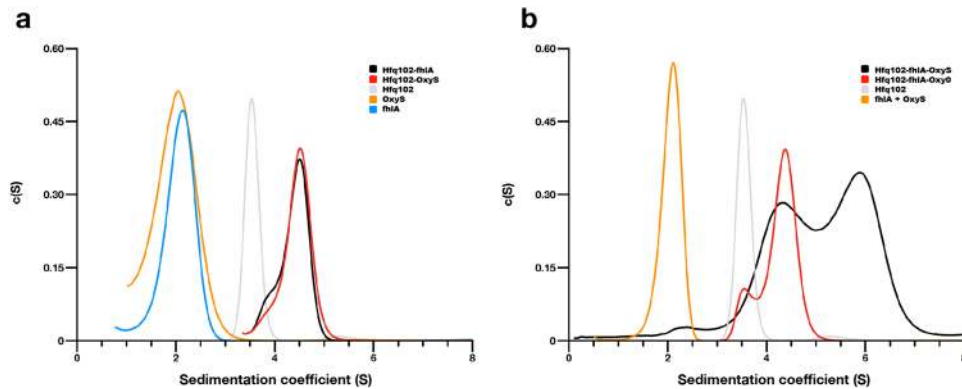 a
b
0.60
0.45
0.30
0.15
0
c(S)
0 2 4 6 8
Sedimentation coefficient (S)
Hfq102-fhlA
Hfq102-OxyS
Hfq102
OxyS
fhlA
0.60
0.45
0.30
0.15
0
c(S)
0 2 4 6 8
Sedimentation coefficient (S)
Hfq102-fhlA-OxyS
Hfq102-fhlA-Oxy0
Hfq102
fhlA + OxyS